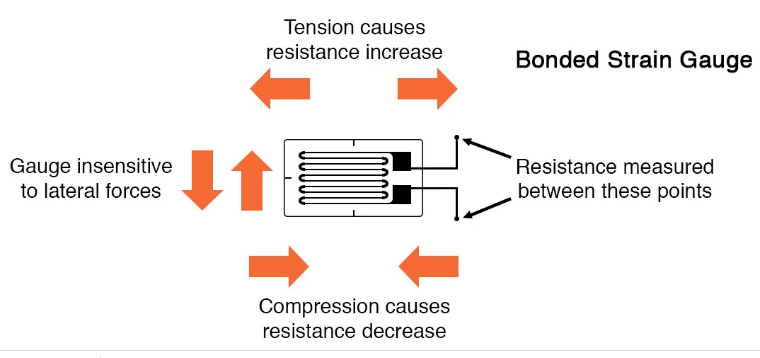 Tension causes
resistance increase
Bonded Strain Gauge
Gauge insensitive
to lateral forces
Resistance measured
between these points
Compression causes
resistance decrease